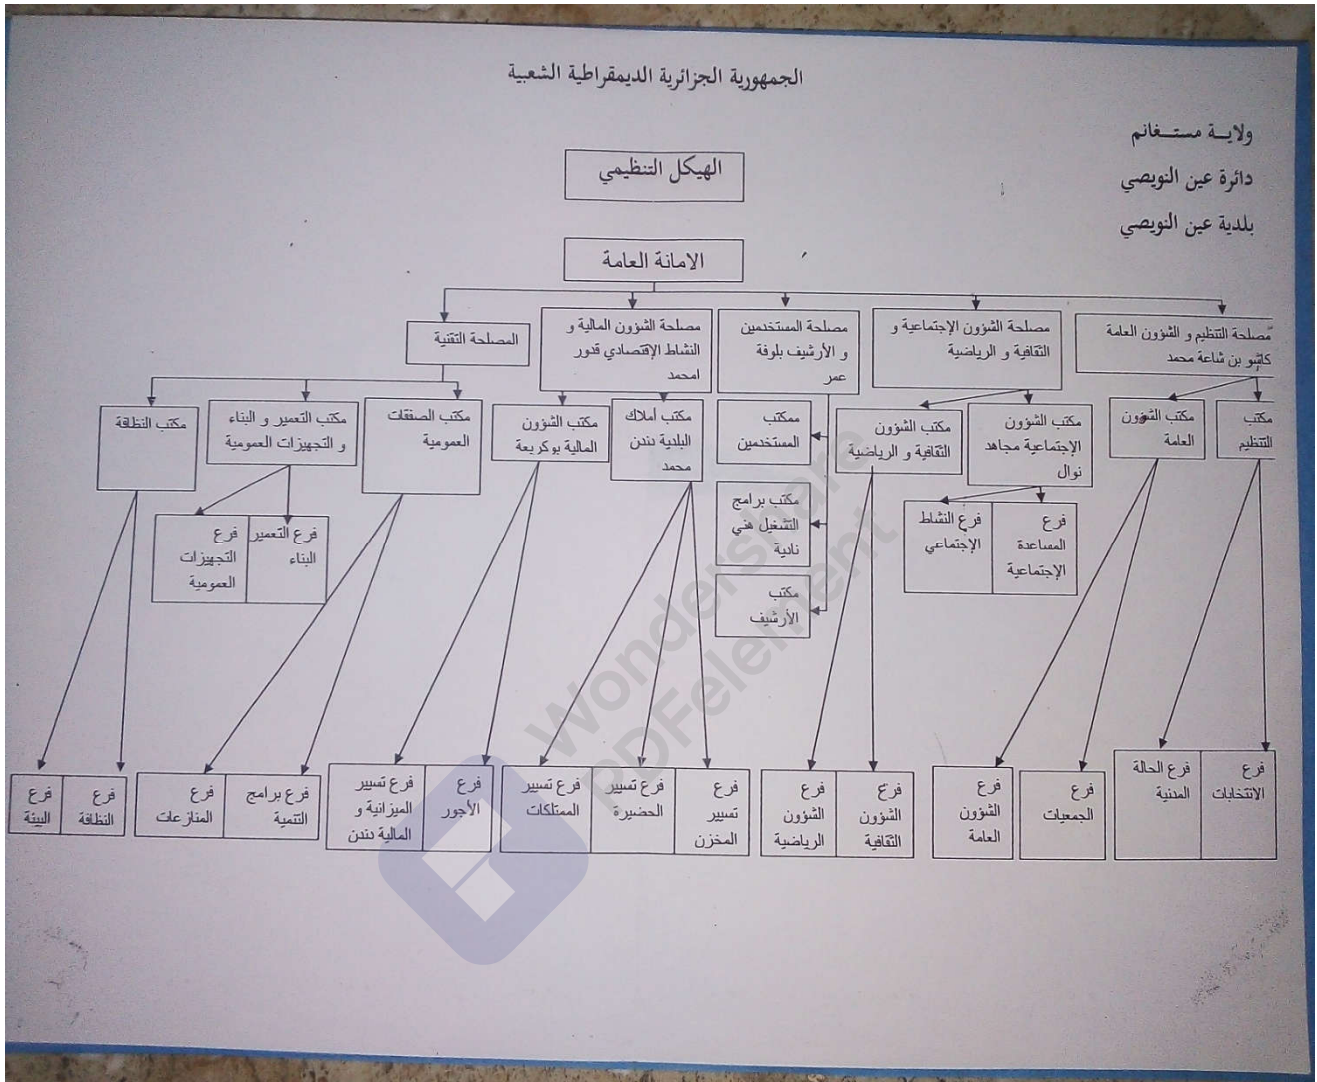 الجمهورية الجزائرية الديمقراطية الشعبية
ولايـة مستـغانم
دائرة عين النويصي
بلدية عين النويصي
الهيكل التنظيمي
الامانة العامة
مصلحة التنظيم و الشؤون العامة
كاشو بن شاعة محمد
مصلحة الشؤون الإجتماعية و
الثقافية و الرياضية
مصلحة المستخدمين
و الأرشيف بلوفة
عمر
مصلحة الشؤون المالية و
النشاط الإقتصادي قدور
امحمد
المصلحة التقنية
مكتب
التنظيم
مكتب الشؤون
العامة
مكتب الشؤون
الإجتماعية مجاهد
نوال
مكتب الشؤون
الثقافية و الرياضية
ممكتب
المستخدمين
مكتب برامج
التشغيل هني
نادية
مكتب
الأرشيف
مكتب أملاك
البلدية دندن
محمد
مكتب الشؤون
المالية بوكريعة
مكتب الصفقات
العمومية
مكتب التعمير و البناء
و التجهيزات العمومية
مكتب النظافة
فرع
المساعدة
الإجتماعية
فرع النشاط
الإجتماعي
فرع التعمير
البناء
فرع
التجهيزات
العمومية
فرع
الانتخابات
فرع الحالة
المدنية
فرع
الجمعيات
فرع
الشؤون
العامة
فرع
الشؤون
الثقافية
فرع
الشؤون
الرياضية
فرع
تسيير
المخزن
فرع تسيير
الحضيرة
فرع تسيير
الممتلكات
فرع
الأجور
فرع تسيير
الميزانية و
المالية دندن
فرع برامج
التنمية
فرع
المنازعات
فرع
النظافة
فرع
البيئة
Wondershare
PDFelement